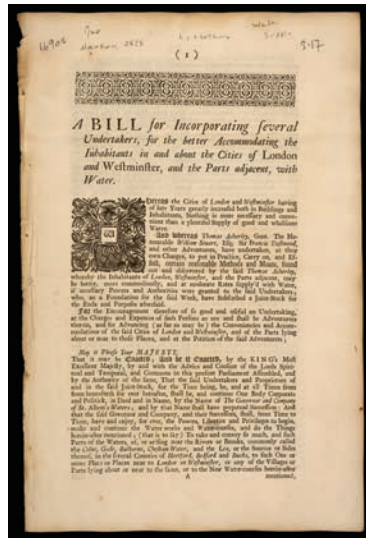 1690s
3-17
( 1 )
A BILL for Incorporating ſeveral
Undertakers, for the better Accommodating the
Inhabitants in and about the Cities of London
and Weſtminſter, and the Parts adjacent, with
Water.
WHEREAS the Cities of London and Weſtminſter having
of late Years greatly increaſed both in Buildings and
Inhabitants, Nothing is more neceſſary and conve-
nient than a plentiful Supply of good and wholſome
Water.
And whereas Thomas Acherley, Gent. The Ho-
nourable William Stuart, Eſq; Sir Francis
and other Adventurers, have undertaken, at their
own Charges, to put in Practice, Carry on, and Ef-
fect, certain reaſonable Methods and Means, found
out and diſcovered by the ſaid Thomas Acherley,
whereby the Inhabitants of London, Weſtminſter, and the Parts adjacent, may
be better, more commodiouſly, and at moderate Rates ſupply'd with Water,
if neceſſary Powers and Authorities were granted to the ſaid Undertakers;
who, as a Foundation for the ſaid Work, have Eſtabliſhed a Joint-Stock for
the Ends and Purpoſes aforeſaid.
For the Encouragement therefore of ſo good and uſeful an Undertaking,
at the Charges and Expence of ſuch Perſons as are and ſhall be Adventurers
therein, and for Advancing (as far as may be) the Conveniencies and Accom-
modations of the ſaid Cities of London and Weſtminſter, and of the Parts lying
about or near to thoſe Places, and at the Petition of the ſaid Adventurers;
May it Pleaſe Your MAJESTY,
That it may be Enacted; And be it Enacted, by the KING's Moſt
Excellent Majeſty, by and with the Advice and Conſent of the Lords Spiri-
tual and Temporal, and Commons in this preſent Parliament Aſſembled, and
by the Authority of the ſame, That the ſaid Undertakers and Proprietors of
and in the ſaid Joint-Stock, for the Time being, be, and at all Times from
from henceforth for ever hereafter, ſhall be, and continue One Body Corporate
and Politick, in Deed and in Name, by the Name of The Governor and Company
of St. Alban's Waters; and by that Name ſhall have perpetual Succeſſion: And
that the ſaid Governor and Company, and their Succeſſors, ſhall, from Time to
Time, have and enjoy, for ever, the Powers, Liberties and Privileges to begin,
make and continue the Water-works and Water-courſes, and do the Things
herein-after mentioned; (that is to ſay) To take and convey ſo much, and ſuch
Parts of the Waters, of, or ariſing near the Rivers or Brooks, commonly called
the Colne, Gade, Bulborne, Cheſham-Water, and the Lea, or the Sources or Sides
thereof, in the ſeveral Counties of Hertford, Bedford and Bucks, to ſuch One or
more Place or Places near to London or Weſtminſter, or any of the Villages or
Parts lying about or near to the ſame, or to the New Water-courſe herein-after
A mentioned,